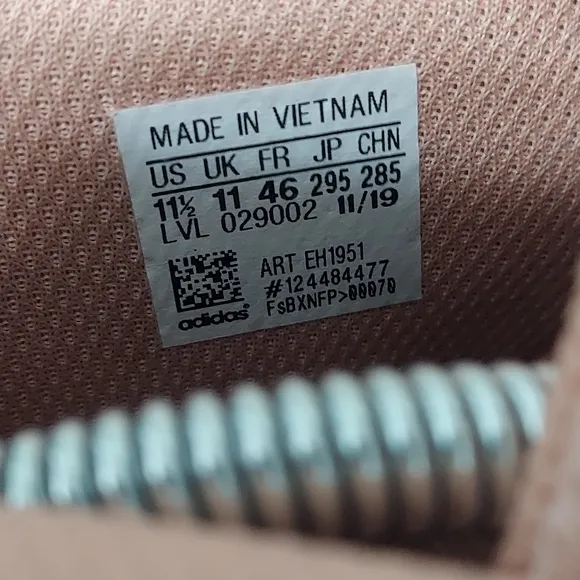 MADE IN VIETNAM
US UK FR JP CHN
11½ 11 46 295 285
LVL 029002 11/19
ART EH1951
#124484477
adidas FsBXNFP>00070